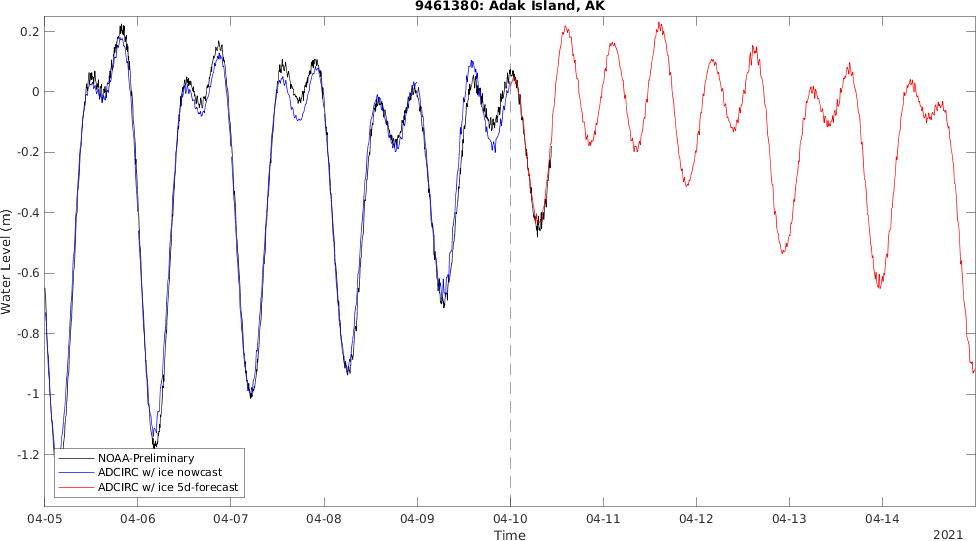 9461380: Adak Island, AK
0.2
0
-0.2
-0.4
-0.6
-0.8
-1
-1.2
Water Level (m)
NOAA-Preliminary
ADCIRC w/ ice nowcast
ADCIRC w/ ice 5d-forecast
04-05 04-06 04-07 04-08 04-09 04-10 04-11 04-12 04-13 04-14
Time
2021